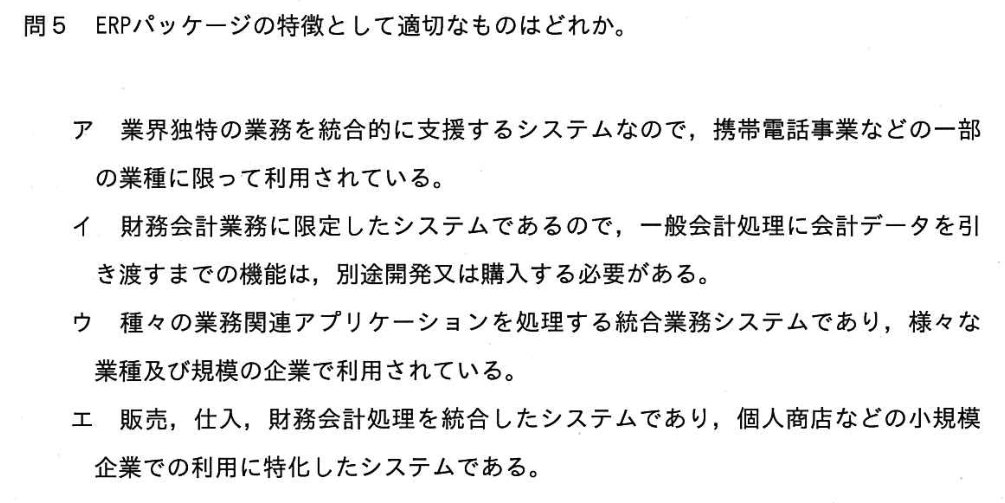 問５　ERPパッケージの特徴として適切なものはどれか。
ア　業界独特の業務を統合的に支援するシステムなので，携帯電話事業などの一部
の業種に限って利用されている。
イ　財務会計業務に限定したシステムであるので，一般会計処理に会計データを引
き渡すまでの機能は，別途開発又は購入する必要がある。
ウ　種々の業務関連アプリケーションを処理する統合業務システムであり，様々な
業種及び規模の企業で利用されている。
エ　販売，仕入，財務会計処理を統合したシステムであり，個人商店などの小規模
企業での利用に特化したシステムである。